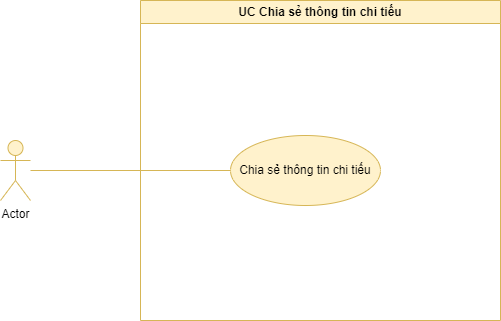 UC Chia sẻ thông tin chi tiếu
Chia sẻ thông tin chi tiếu
Actor